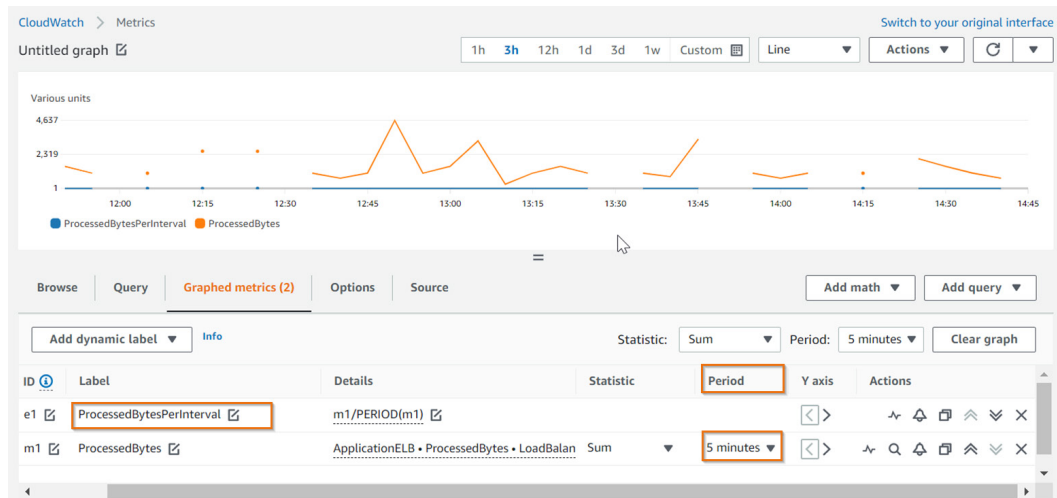 CloudWatch > Metrics Switch to your original interface
Untitled graph 1h 3h 12h 1d 3d 1w Custom Line Actions
Various units
4,637
2,319
1
12:00 12:15 12:30 12:45 13:00 13:15 13:30 13:45 14:00 14:15 14:30 14:45
ProcessedBytesPerInterval ProcessedBytes
=
Browse Query Graphed metrics (2) Options Source Add math Add query
Add dynamic label Info Statistic: Sum Period: 5 minutes Clear graph
ID Label Details Statistic Period Y axis Actions
e1 ProcessedBytesPerInterval m1/PERIOD(m1) < >
m1 ProcessedBytes ApplicationELB • ProcessedBytes • LoadBalan Sum 5 minutes < >